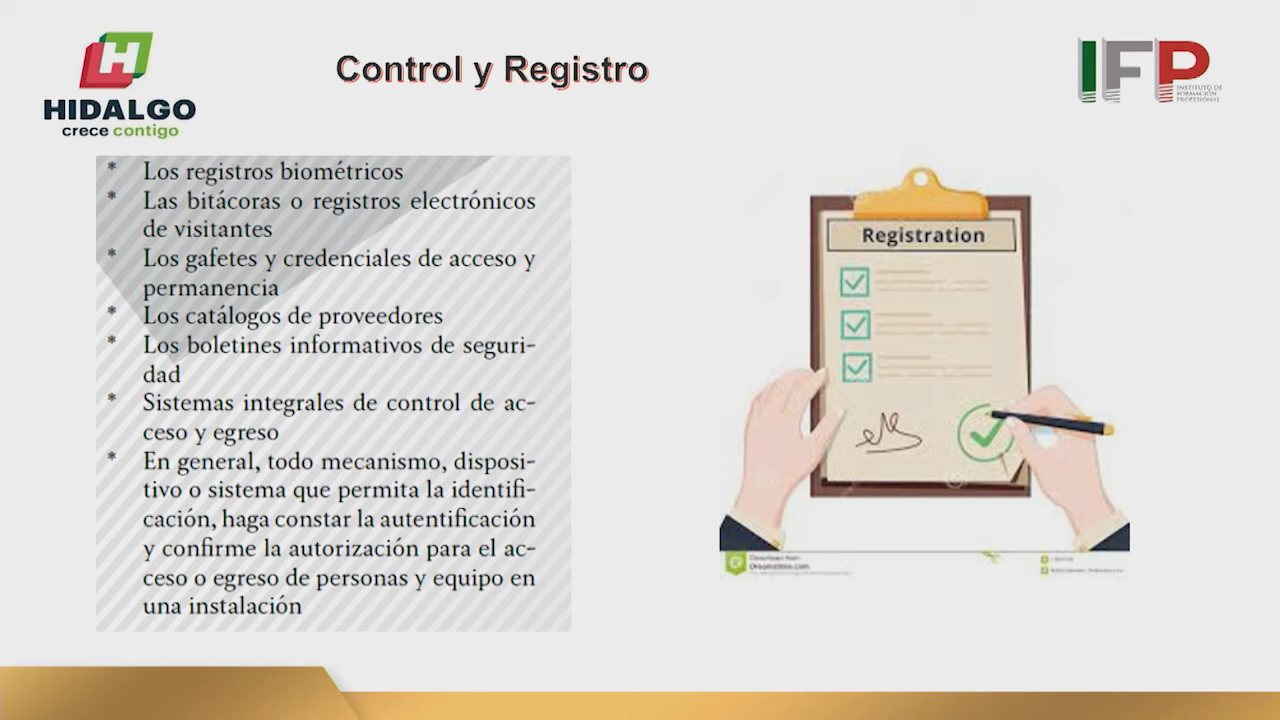 HIDALGO
crece contigo
Control y Registro
IFP
INSTITUTO DE
FORMACIÓN
PROFESIONAL
* Los registros biométricos
* Las bitácoras o registros electrónicos
de visitantes
* Los gafetes y credenciales de acceso y
permanencia
* Los catálogos de proveedores
* Los boletines informativos de seguri-
dad
* Sistemas integrales de control de ac-
ceso y egreso
* En general, todo mecanismo, disposi-
tivo o sistema que permita la identifi-
cación, haga constar la autentificación
y confirme la autorización para el ac-
ceso o egreso de personas y equipo en
una instalación
Registration